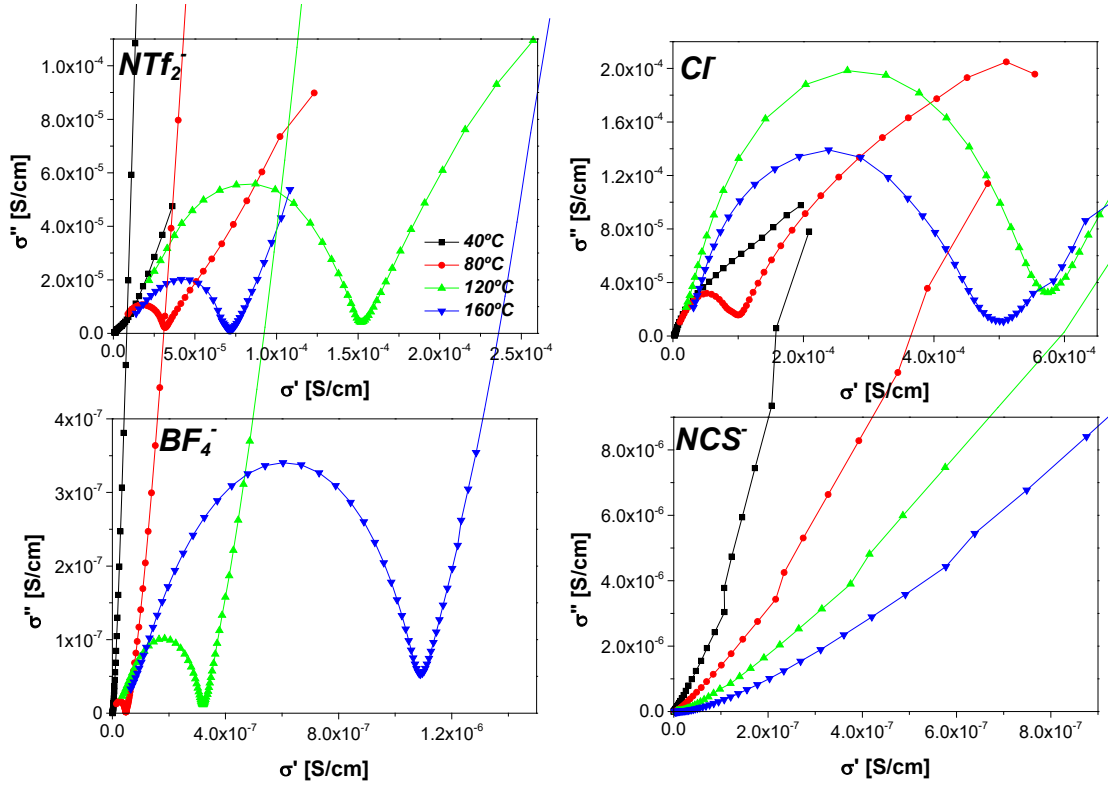 NTf₂⁻
σ'' [S/cm]
1.0x10⁻⁴
8.0x10⁻⁵
6.0x10⁻⁵
4.0x10⁻⁵
2.0x10⁻⁵
0.0
0.0 5.0x10⁻⁵ 1.0x10⁻⁴ 1.5x10⁻⁴ 2.0x10⁻⁴ 2.5x10⁻⁴
σ' [S/cm]
40ºC
80ºC
120ºC
160ºC
Cl⁻
σ'' [S/cm]
2.0x10⁻⁴
1.6x10⁻⁴
1.2x10⁻⁴
8.0x10⁻⁵
4.0x10⁻⁵
0.0
0.0 2.0x10⁻⁴ 4.0x10⁻⁴ 6.0x10⁻⁴
σ' [S/cm]
BF₄⁻
σ'' [S/cm]
4x10⁻⁷
3x10⁻⁷
2x10⁻⁷
1x10⁻⁷
0
0.0 4.0x10⁻⁷ 8.0x10⁻⁷ 1.2x10⁻⁶
σ' [S/cm]
NCS⁻
σ'' [S/cm]
8.0x10⁻⁶
6.0x10⁻⁶
4.0x10⁻⁶
2.0x10⁻⁶
0.0
0.0 2.0x10⁻⁷ 4.0x10⁻⁷ 6.0x10⁻⁷ 8.0x10⁻⁷
σ' [S/cm]